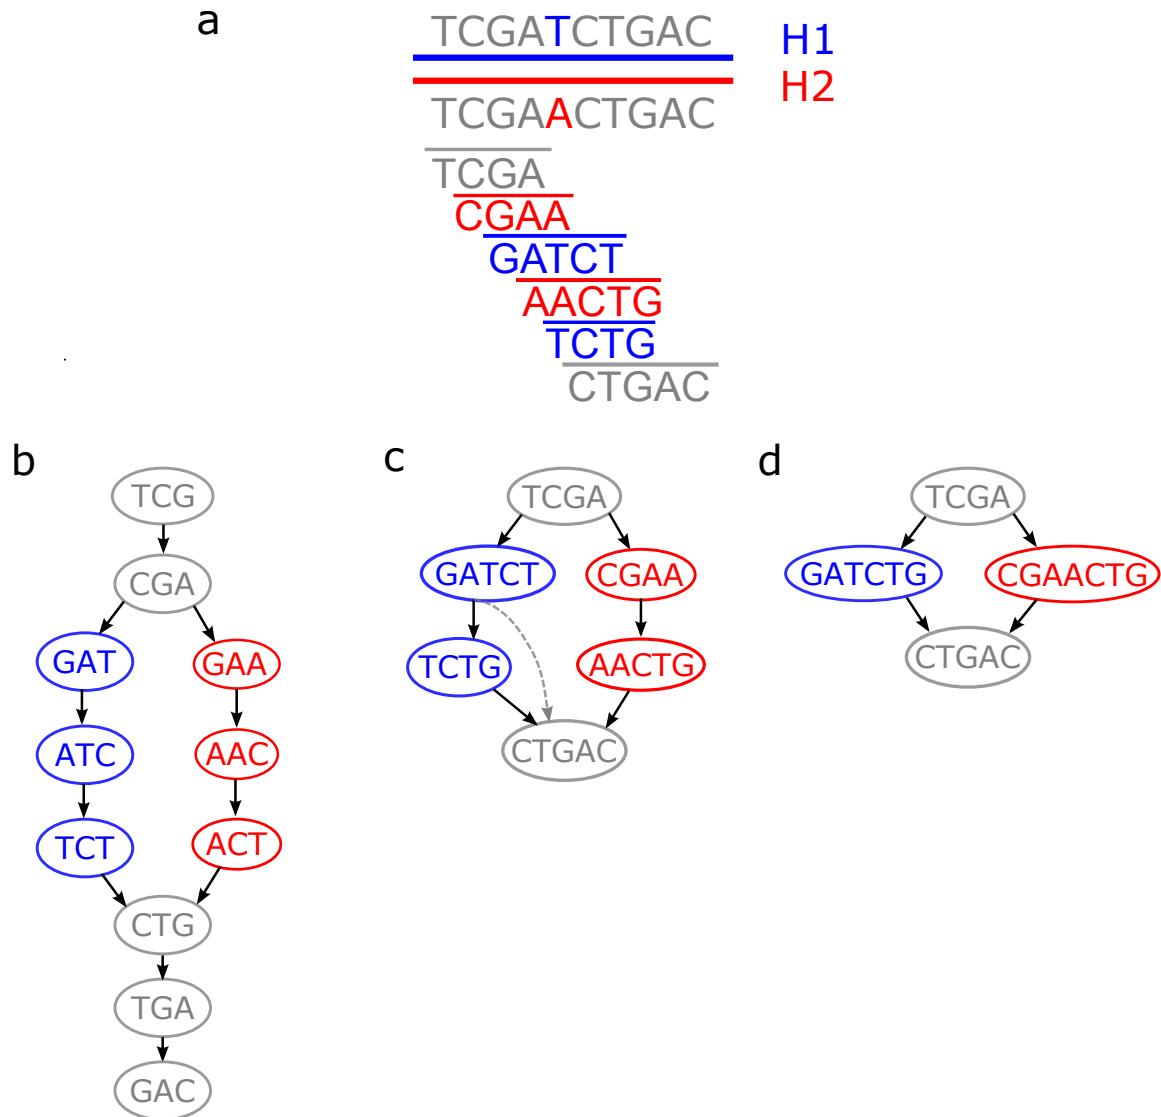 a
TCGATCTGAC
H1
H2
TCGAACTGAC
TCGA
CGAA
GATCT
AACTG
TCTG
CTGAC
b
TCG
CGA
GAT
GAA
ATC
AAC
TCT
ACT
CTG
TGA
GAC
c
TCGA
GATCT
CGAA
TCTG
AACTG
CTGAC
d
TCGA
GATCTG
CGAACTG
CTGAC